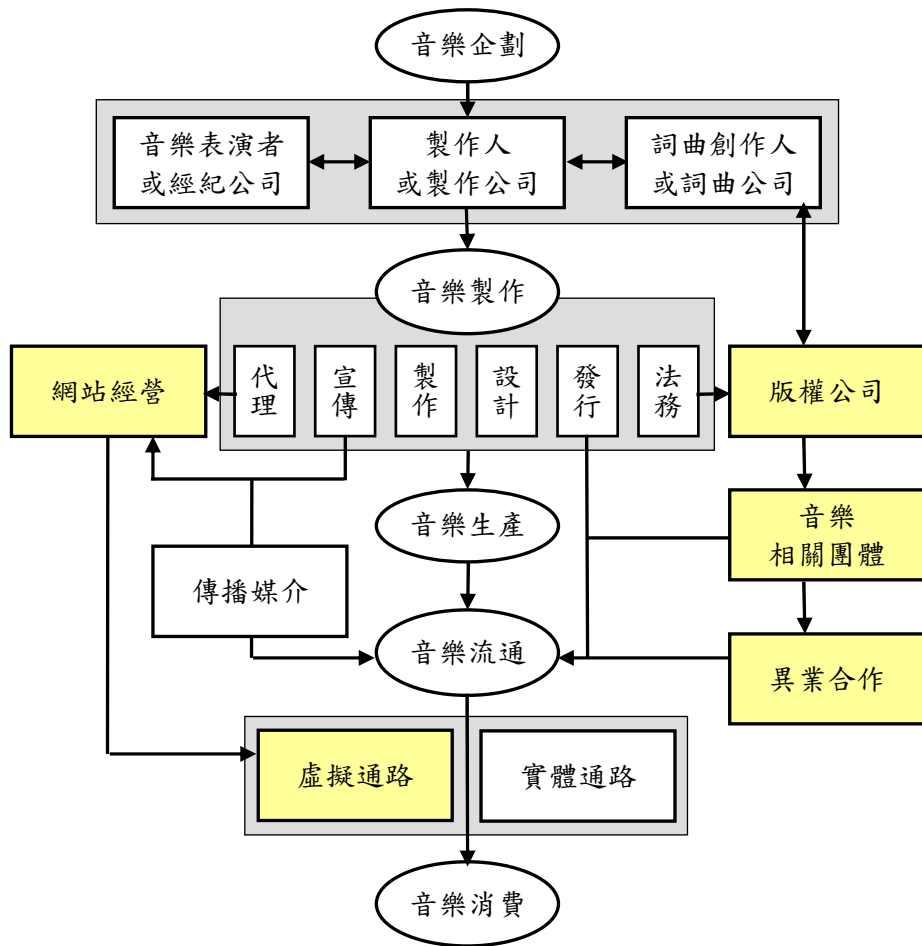 音樂企劃
音樂表演者
或經紀公司
製作人
或製作公司
詞曲創作人
或詞曲公司
音樂製作
網站經營
代理
宣傳
製作
設計
發行
法務
版權公司
音樂生產
音樂
相關團體
傳播媒介
音樂流通
異業合作
虛擬通路
實體通路
音樂消費